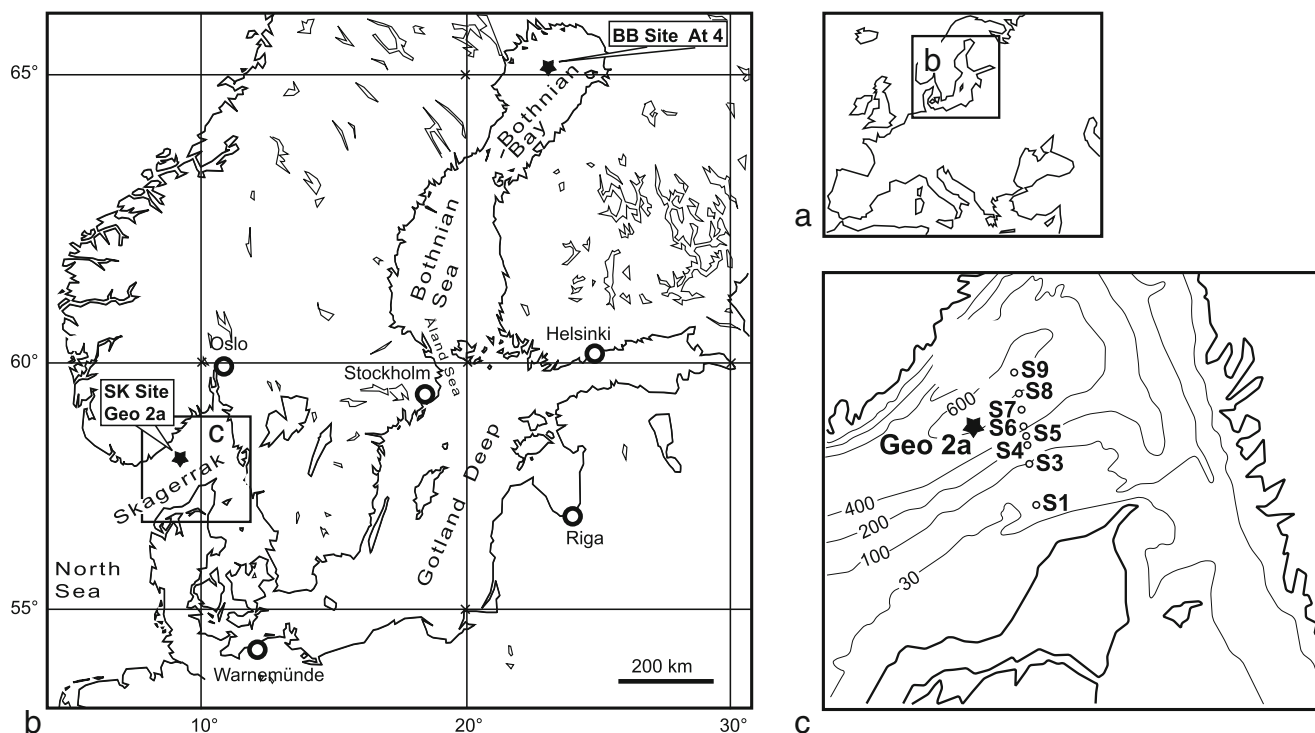 BB Site At 4
65°
Bothnian
Bay
Bothnian
Sea
Åland Sea
60°
Oslo
Helsinki
Stockholm
SK Site
Geo 2a
c
Skagerrak
Gotland Deep
Riga
North
Sea
55°
Warnemünde
200 km
b
10°
20°
30°
b
a
S9
S8
600
S7
S6
S5
Geo 2a
S4
S3
400
S1
200
100
30
c